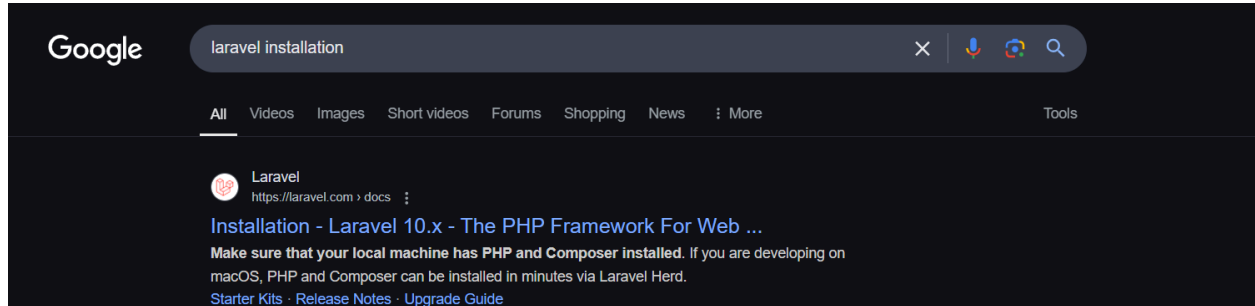 Google
laravel installation
All Videos Images Short videos Forums Shopping News ⋮ More Tools
Laravel
https://laravel.com › docs ⋮
Installation - Laravel 10.x - The PHP Framework For Web ...
Make sure that your local machine has PHP and Composer installed. If you are developing on
macOS, PHP and Composer can be installed in minutes via Laravel Herd.
Starter Kits · Release Notes · Upgrade Guide